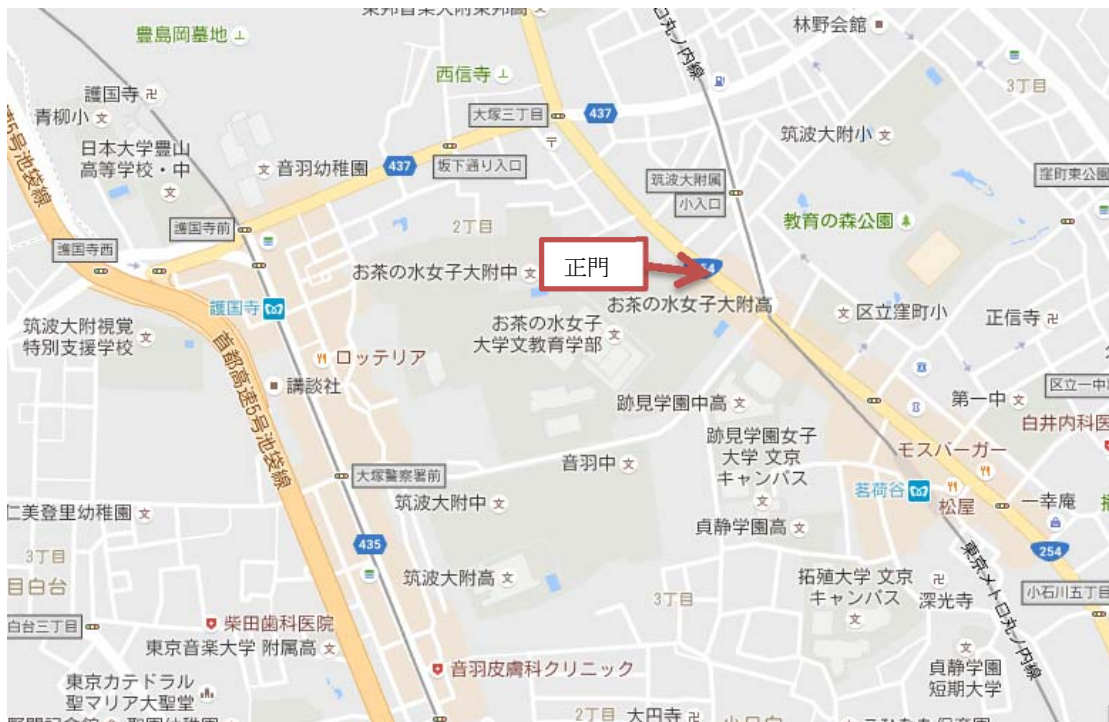 豊島岡墓地
林野会館
西信寺
3丁目
護国寺
青柳小
大塚三丁目
437
日本大学豊山
高等学校・中
音羽幼稚園
437
坂下通り入口
筑波大附小
筑波大附属
小入口
窪町東公園
護国寺前
2丁目
教育の森公園
護国寺西
お茶の水女子大附中
正門
お茶の水女子大附高
護国寺
筑波大附視覚
特別支援学校
お茶の水女子
大学文教育学部
区立窪町小
正信寺
ロッテリア
首都高速5号池袋線
講談社
跡見学園中高
第一中
白井内科医
跡見学園女子
大学 文京
キャンパス
モスバーガー
音羽中
大塚警察署前
茗荷谷
松屋
一幸庵
筑波大附中
仁美登里幼稚園
貞静学園高
435
254
3丁目
目白台
筑波大附高
3丁目
拓殖大学 文京
キャンパス
深光寺
東京メトロ丸ノ内線
小石川五丁目
白台三丁目
柴田歯科医院
東京音楽大学 附属高
音羽皮膚科クリニック
貞静学園
短期大学
東京カテドラル
聖マリア大聖堂
2丁目
大円寺